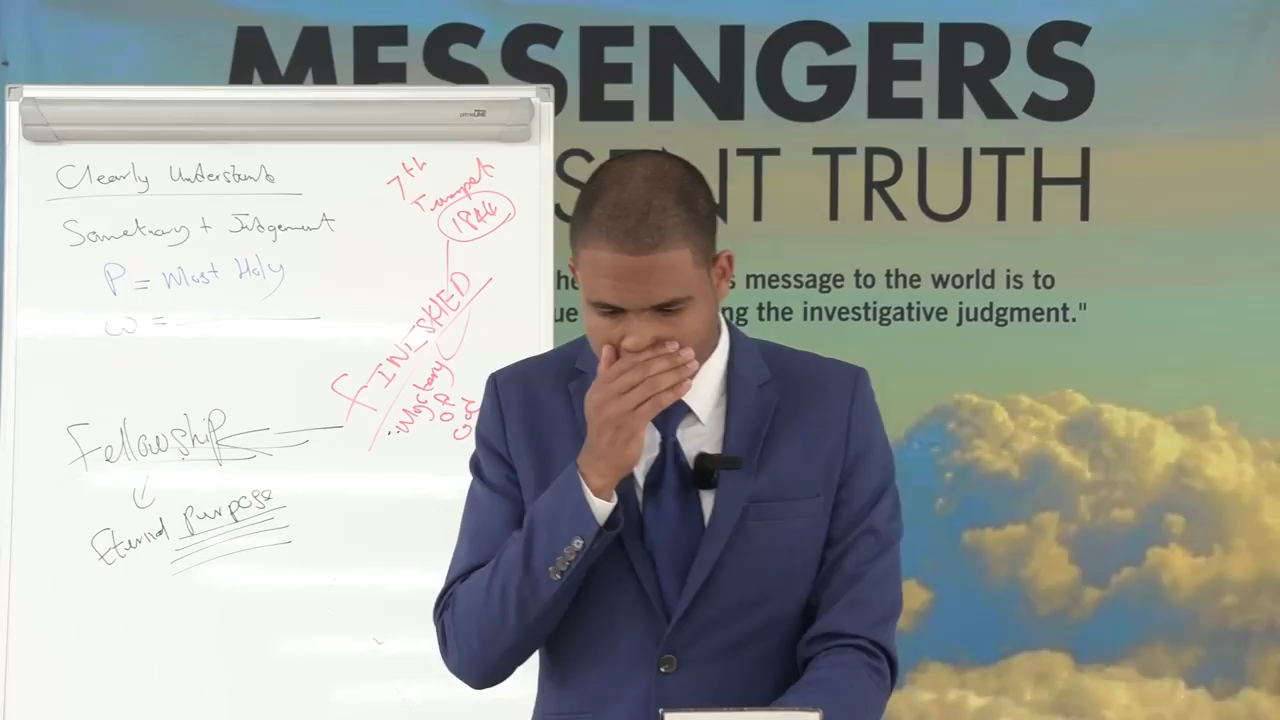 MESSENGERS
SENT TRUTH
message to the world is to
the investigative judgment."
Clearly Understand
Sanctuary + Judgement
P = Most Holy
W =
Fellowship
Eternal Purpose
7th
Trumpet
1844
FINISHED
Mystery
OF
God